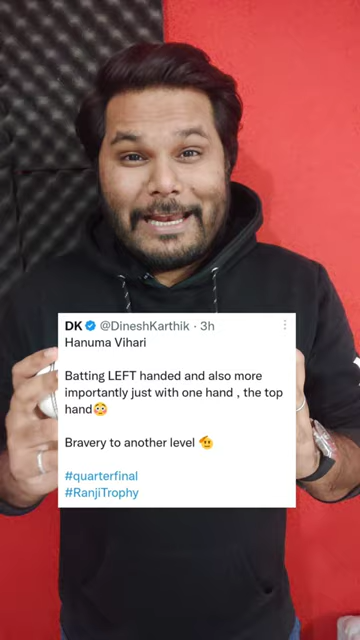 DK @DineshKarthik · 3h
Hanuma Vihari
Batting LEFT handed and also more
importantly just with one hand , the top
hand😳
Bravery to another level 🫡
#quarterfinal
#RanjiTrophy